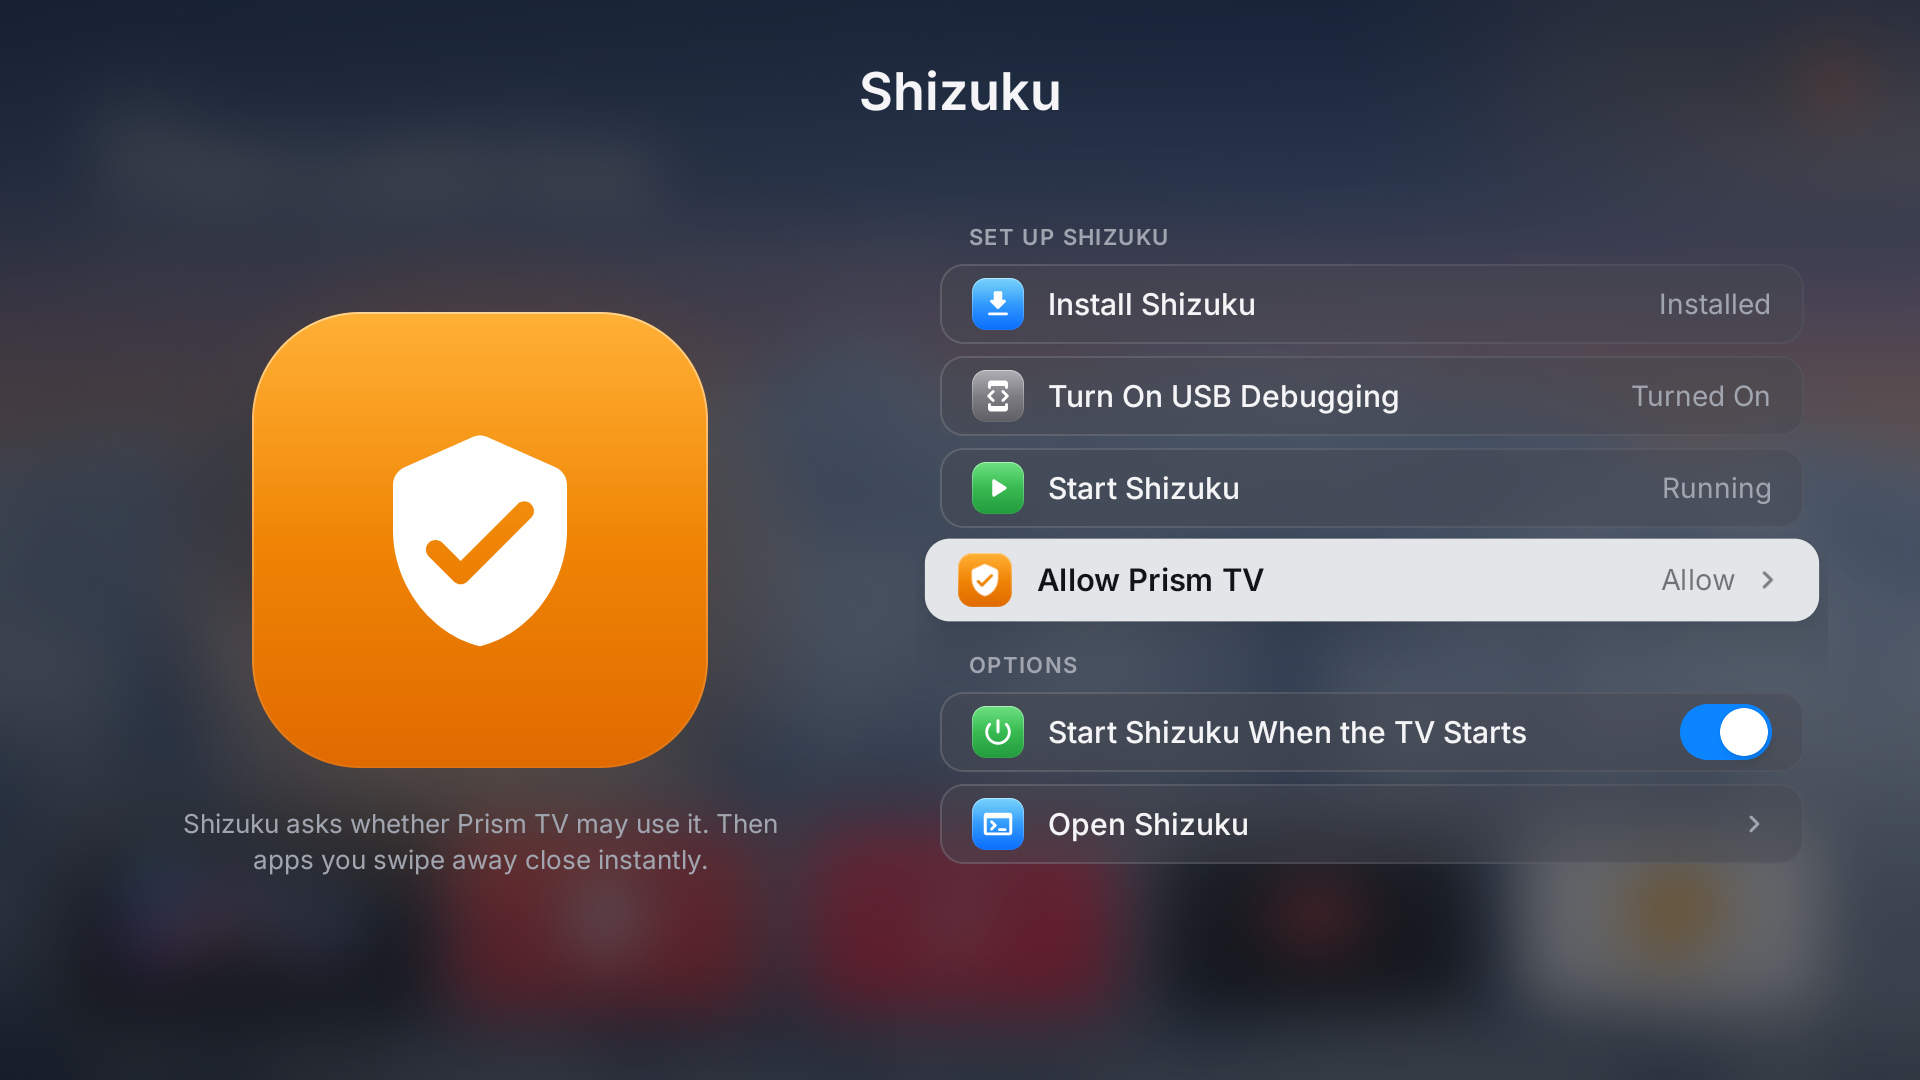 Shizuku
SET UP SHIZUKU
Install Shizuku Installed
Turn On USB Debugging Turned On
Start Shizuku Running
Allow Prism TV Allow
OPTIONS
Start Shizuku When the TV Starts
Open Shizuku
Shizuku asks whether Prism TV may use it. Then
apps you swipe away close instantly.